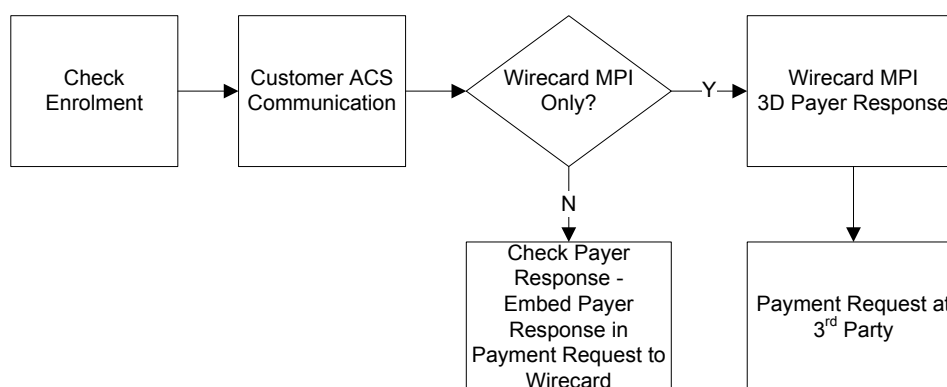 Check
Enrolment
Customer ACS
Communication
Wirecard MPI
Only?
Y
Wirecard MPI
3D Payer Response
N
Check Payer
Response -
Embed Payer
Response in
Payment Request to
Wirecard
Payment Request at
3rd Party